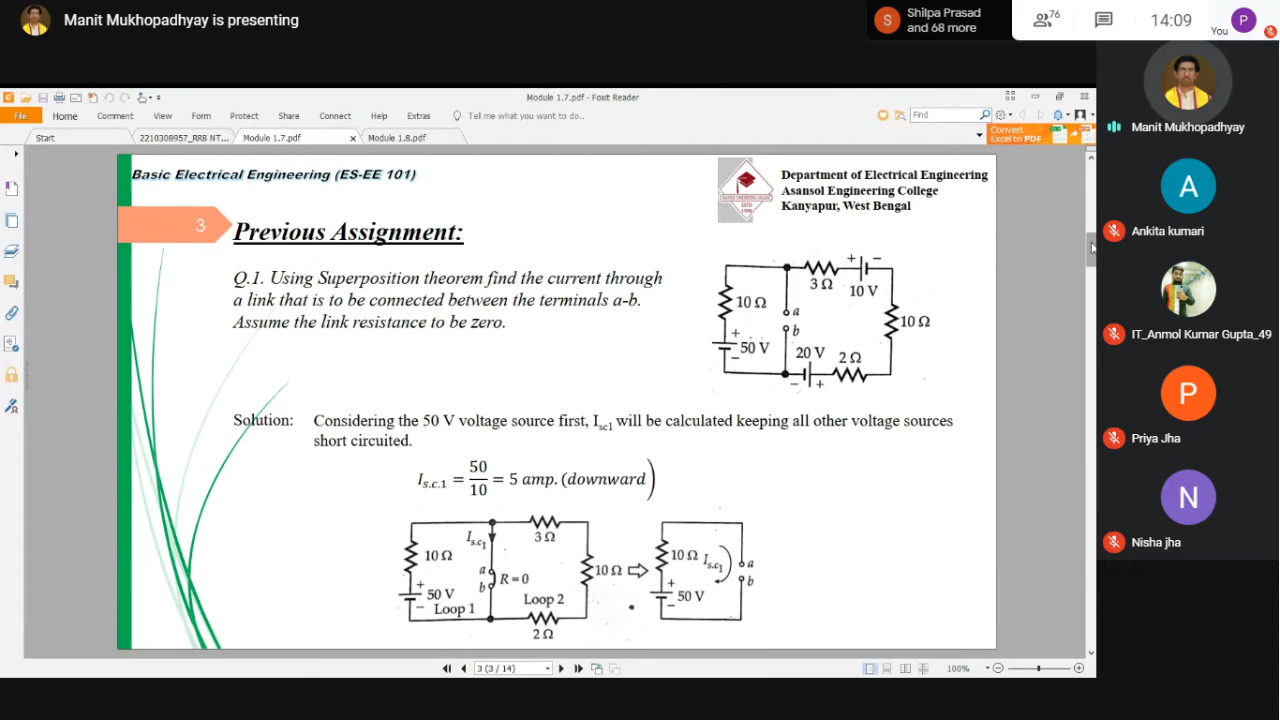 Manit Mukhopadhyay is presenting
S
Shilpa Prasad
and 68 more
76
14:09
You
P
Module 1.7.pdf - Foxit Reader
File
Home
Comment
View
Form
Protect
Share
Connect
Help
Extras
Tell me what you want to do...
Find
Start
2210308957_RRB NT...
Module 1.7.pdf
Module 1.8.pdf
Convert
Excel to PDF
Basic Electrical Engineering (ES-EE 101)
Department of Electrical Engineering
Asansol Engineering College
Kanyapur, West Bengal
3
Previous Assignment:
Q.1. Using Superposition theorem find the current through
a link that is to be connected between the terminals a-b.
Assume the link resistance to be zero.
+ −
3 Ω
10 V
10 Ω
a
b
10 Ω
+
50 V
−
20 V
2 Ω
− +
Solution: Considering the 50 V voltage source first, Isc1 will be calculated keeping all other voltage sources
short circuited.
I s.c.1 = 50/10 = 5 amp. (downward)
Is.c1
3 Ω
10 Ω
a
b
R = 0
10 Ω
+
50 V
−
Loop 1
Loop 2
2 Ω
10 Ω
Is.c1
a
b
+
50 V
−
3 (3 / 14)
100%
Manit Mukhopadhyay
A
Ankita kumari
IT_Anmol Kumar Gupta_49
P
Priya Jha
N
Nisha jha